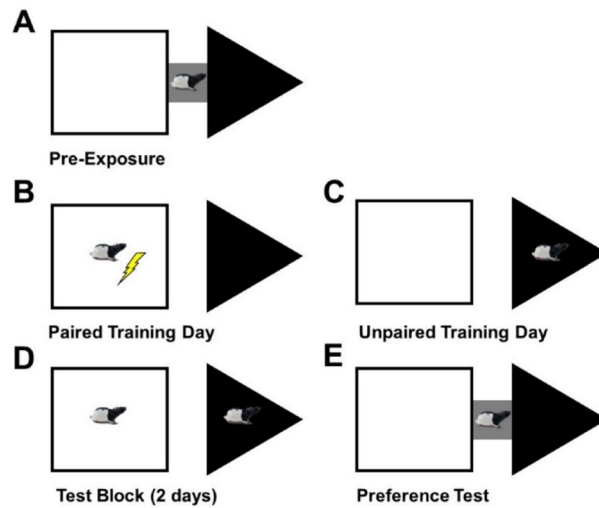 A
Pre-Exposure
B
Paired Training Day
C
Unpaired Training Day
D
Test Block (2 days)
E
Preference Test